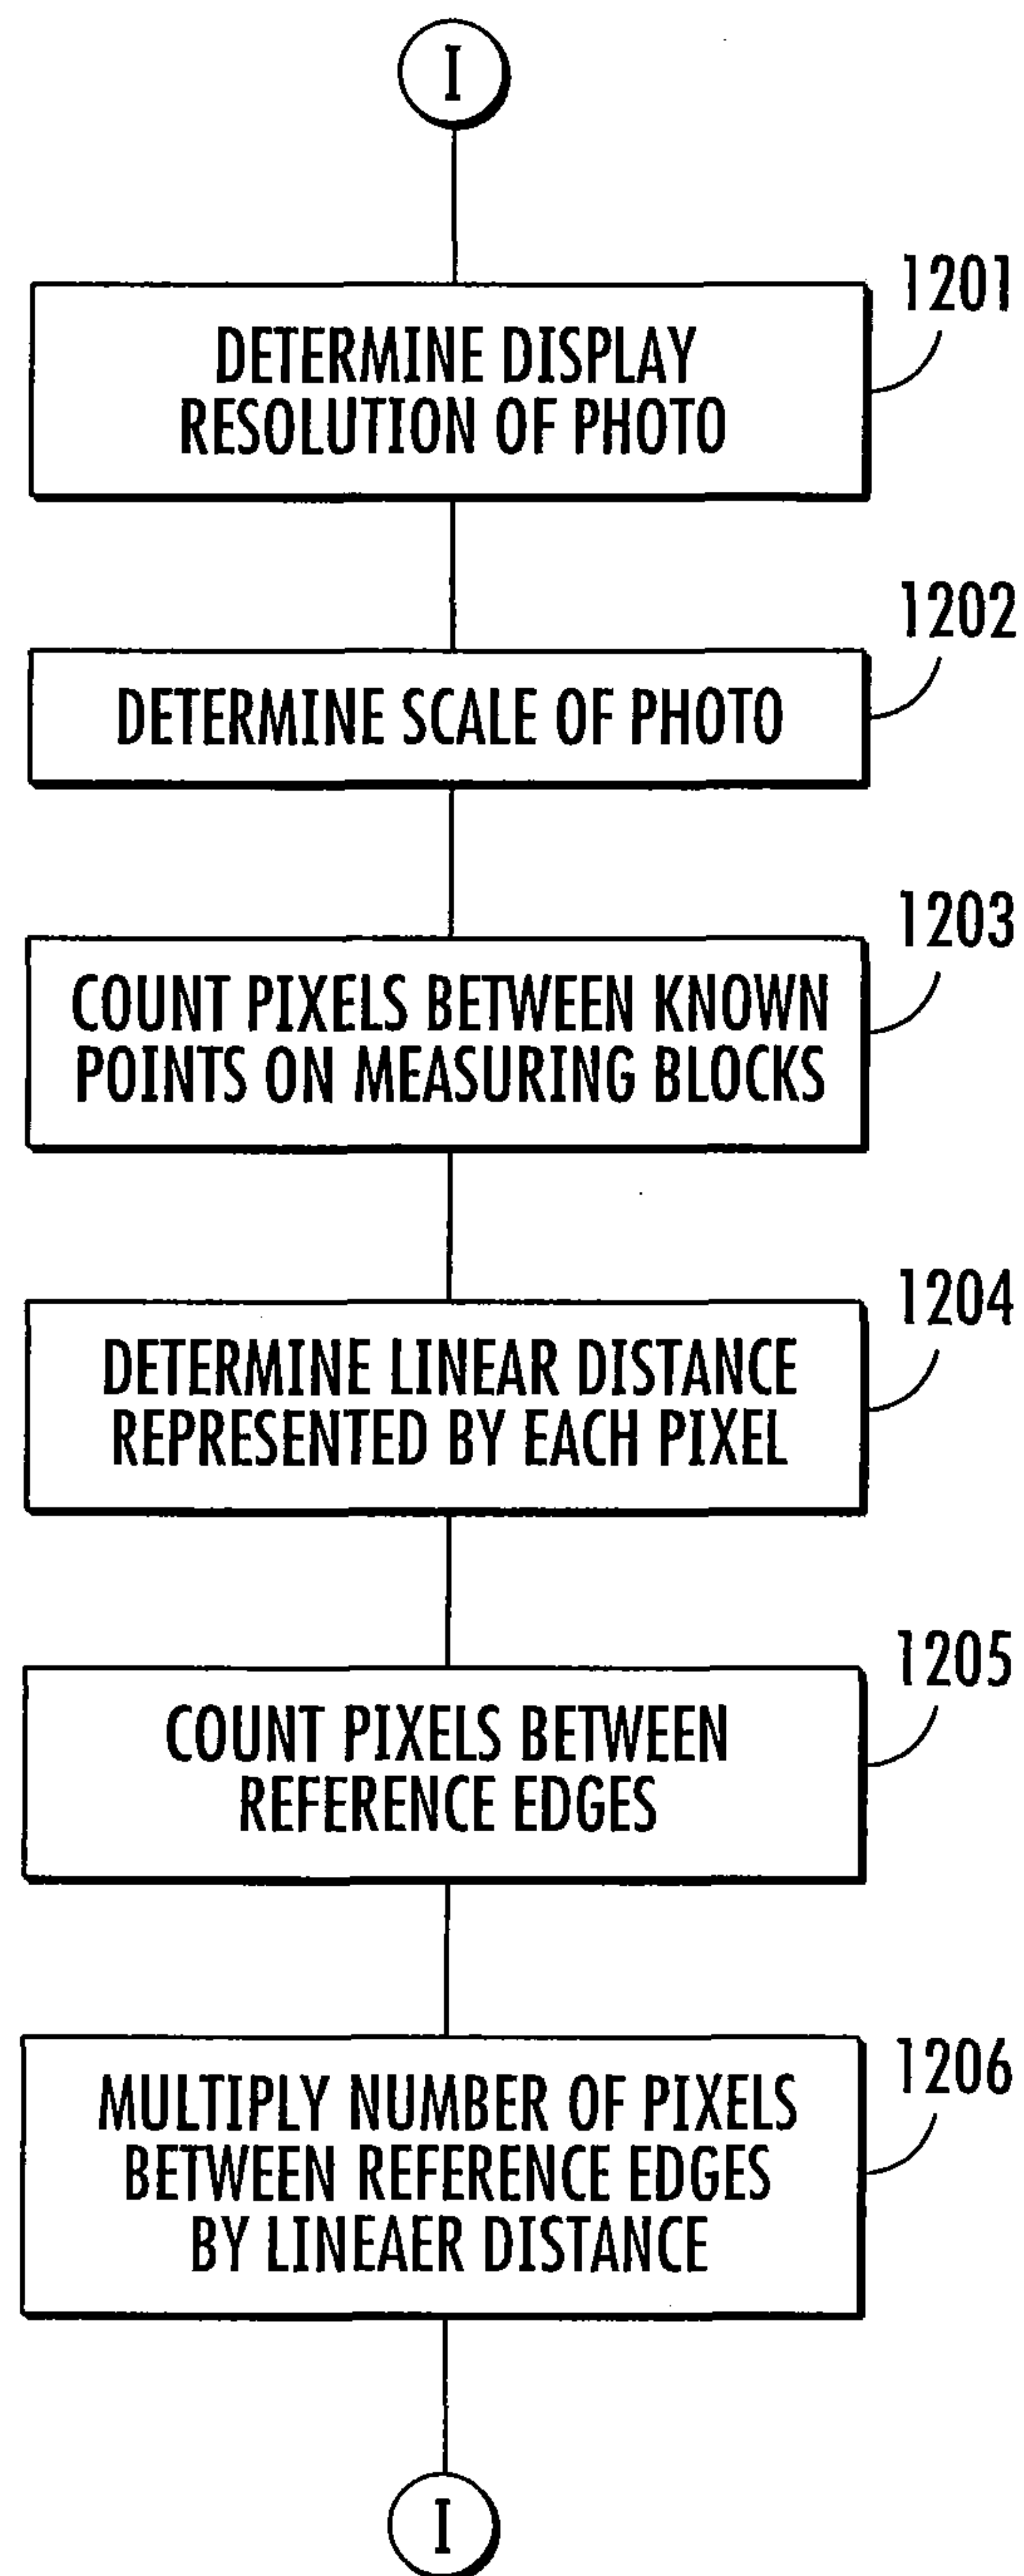 I
1201
DETERMINE DISPLAY
RESOLUTION OF PHOTO
1202
DETERMINE SCALE OF PHOTO
1203
COUNT PIXELS BETWEEN KNOWN
POINTS ON MEASURING BLOCKS
1204
DETERMINE LINEAR DISTANCE
REPRESENTED BY EACH PIXEL
1205
COUNT PIXELS BETWEEN
REFERENCE EDGES
1206
MULTIPLY NUMBER OF PIXELS
BETWEEN REFERENCE EDGES
BY LINEAER DISTANCE
I